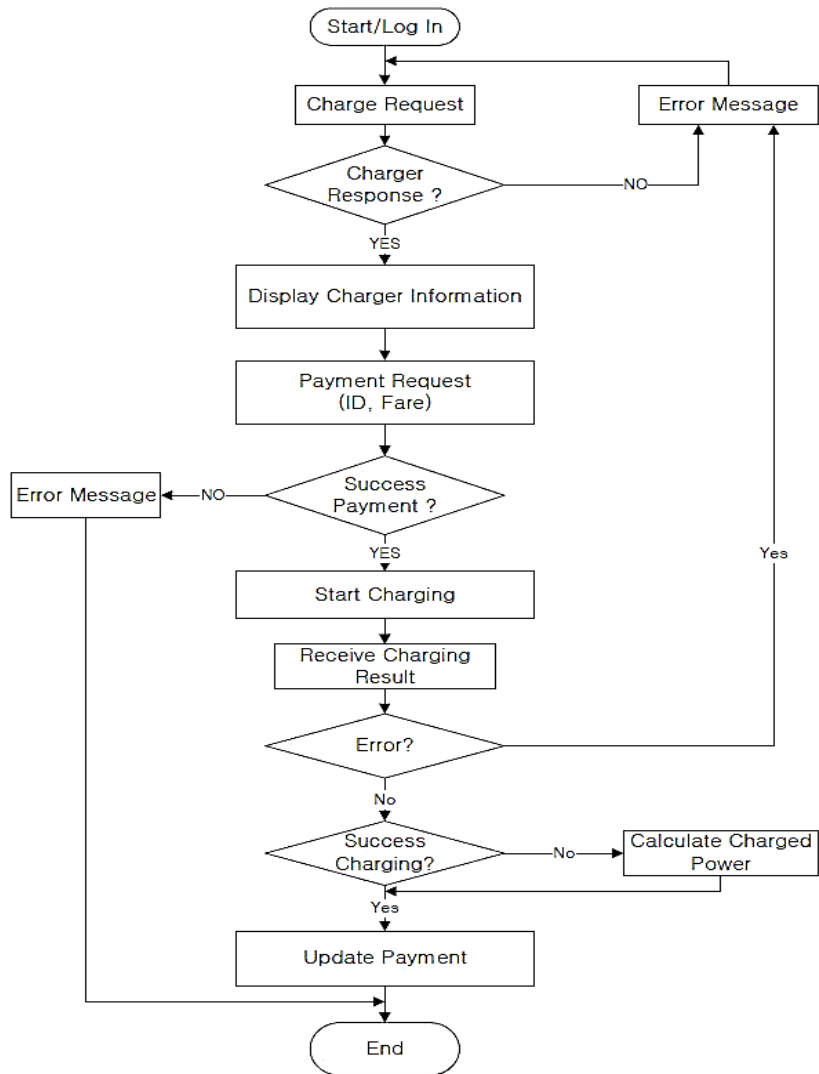 Start/Log In
Charge Request
Error Message
Charger
Response ?
NO
YES
Display Charger Information
Payment Request
(ID, Fare)
Success
Payment ?
NO
Error Message
YES
Start Charging
Yes
Receive Charging
Result
Error?
No
Success
Charging?
No
Calculate Charged
Power
Yes
Update Payment
End